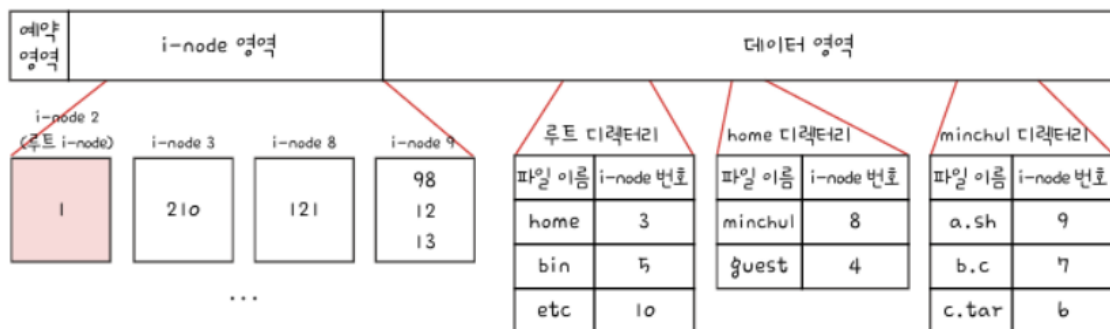 예약
영역
i-node 영역
데이터 영역
i-node 2
(루트 i-node)
i-node 3
i-node 8
i-node 9
1
210
121
98
12
13
...
루트 디렉터리
파일 이름 i-node 번호
home 3
bin 5
etc 10
home 디렉터리
파일 이름 i-node 번호
minchul 8
guest 4
minchul 디렉터리
파일 이름 i-node 번호
a.sh 9
b.c 7
c.tar 6